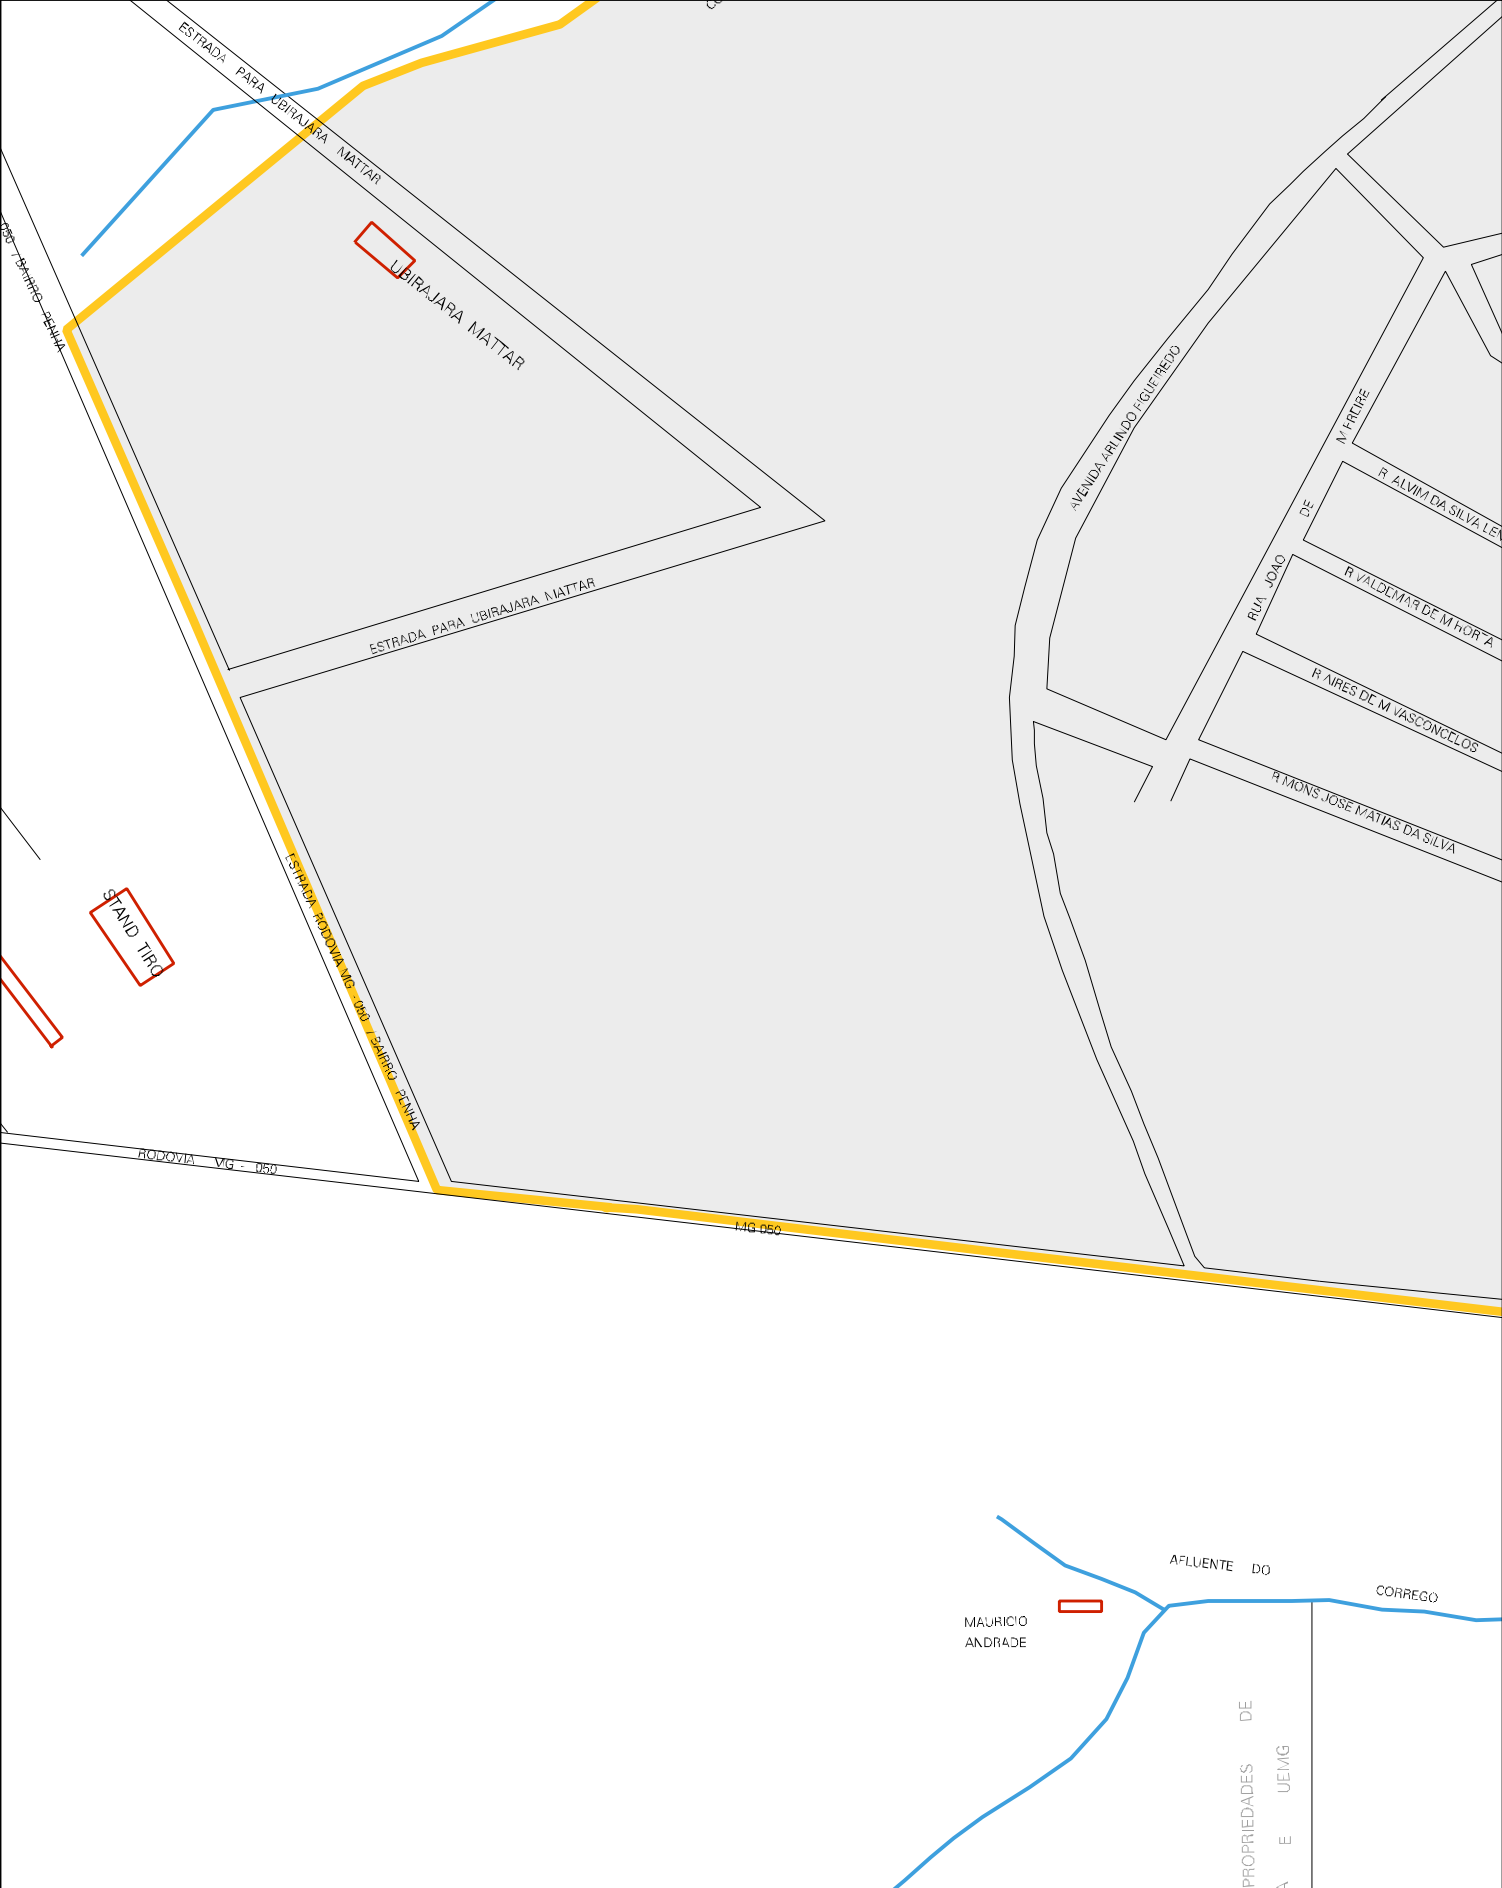 ESTRADA PARA UBIRAJARA MATTAR
050 / BAIRRO PENHA
UBIRAJARA MATTAR
AVENIDA ARLINDO FIGUEIREDO
RUA JOAO DE M FREIRE
R ALVIM DA SILVA
R VALDEMAR DE M HORTA
ESTRADA PARA UBIRAJARA MATTAR
R AIRES DE M VASCONCELOS
R MONS JOSE MATIAS DA SILVA
STAND TIRO
ESTRADA RODOVIA MG - 050 / BAIRRO PENHA
RODOVIA MG - 050
MG 050
AFLUENTE DO CORREGO
MAURICIO
ANDRADE
PROPRIEDADES DE
A E UEMG